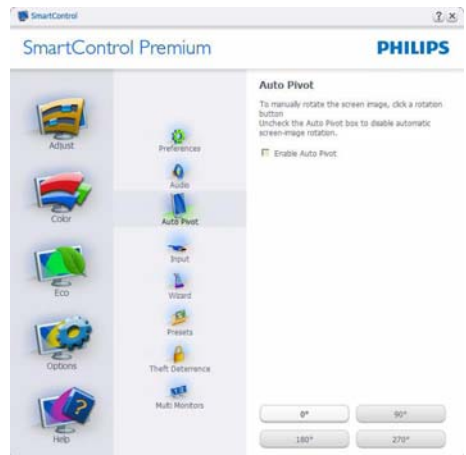 SmartControl
? ×
SmartControl Premium
PHILIPS
Adjust
Color
Eco
Options
Help
Preferences
Audio
Auto Pivot
Input
Wizard
Presets
Theft Deterrence
Multi Monitors
Auto Pivot
To manually rotate the screen image, click a rotation
button
Uncheck the Auto Pivot box to disable automatic
screen-image rotation.
Enable Auto Pivot
0° 90°
180° 270°